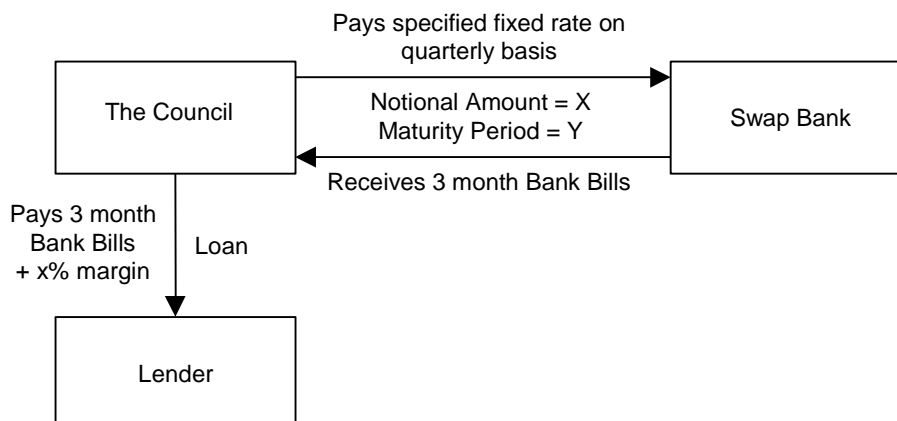 Pays specified fixed rate on
quarterly basis
The Council
Notional Amount = X
Maturity Period = Y
Swap Bank
Receives 3 month Bank Bills
Pays 3 month
Bank Bills
+ x% margin
Loan
Lender